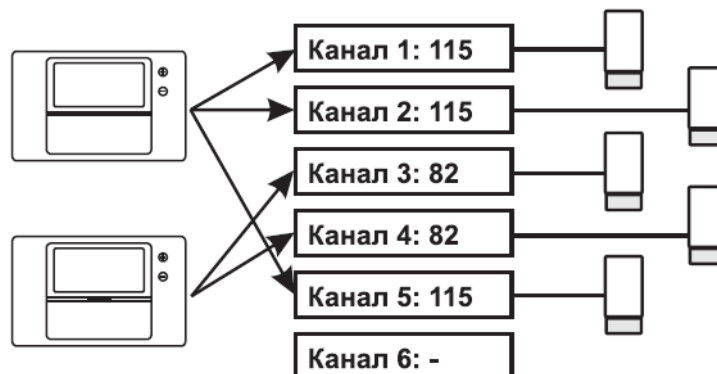 Канал 1: 115
Канал 2: 115
Канал 3: 82
Канал 4: 82
Канал 5: 115
Канал 6: -